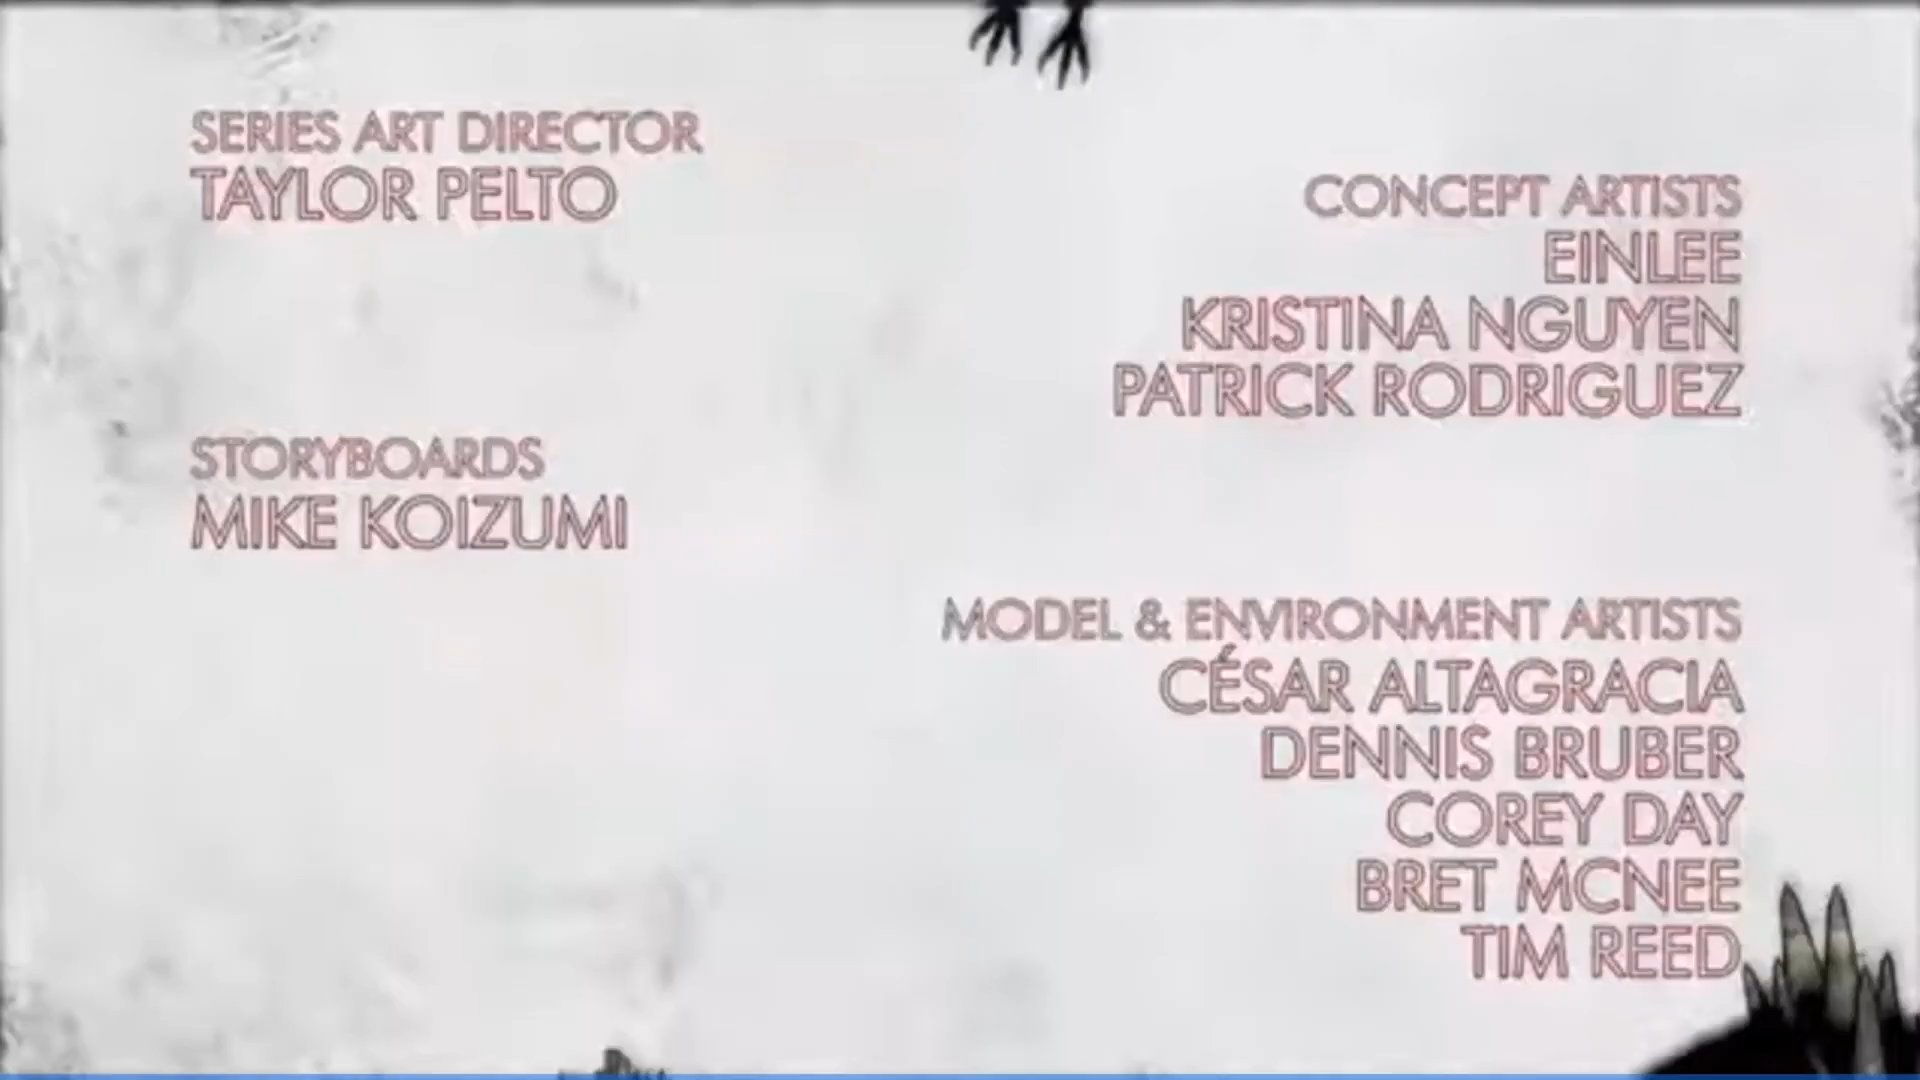 SERIES ART DIRECTOR
TAYLOR PELTO
CONCEPT ARTISTS
EINLEE
KRISTINA NGUYEN
PATRICK RODRIGUEZ
STORYBOARDS
MIKE KOIZUMI
MODEL & ENVIRONMENT ARTISTS
CÉSAR ALTAGRACIA
DENNIS BRUBER
COREY DAY
BRET MCNEE
TIM REED